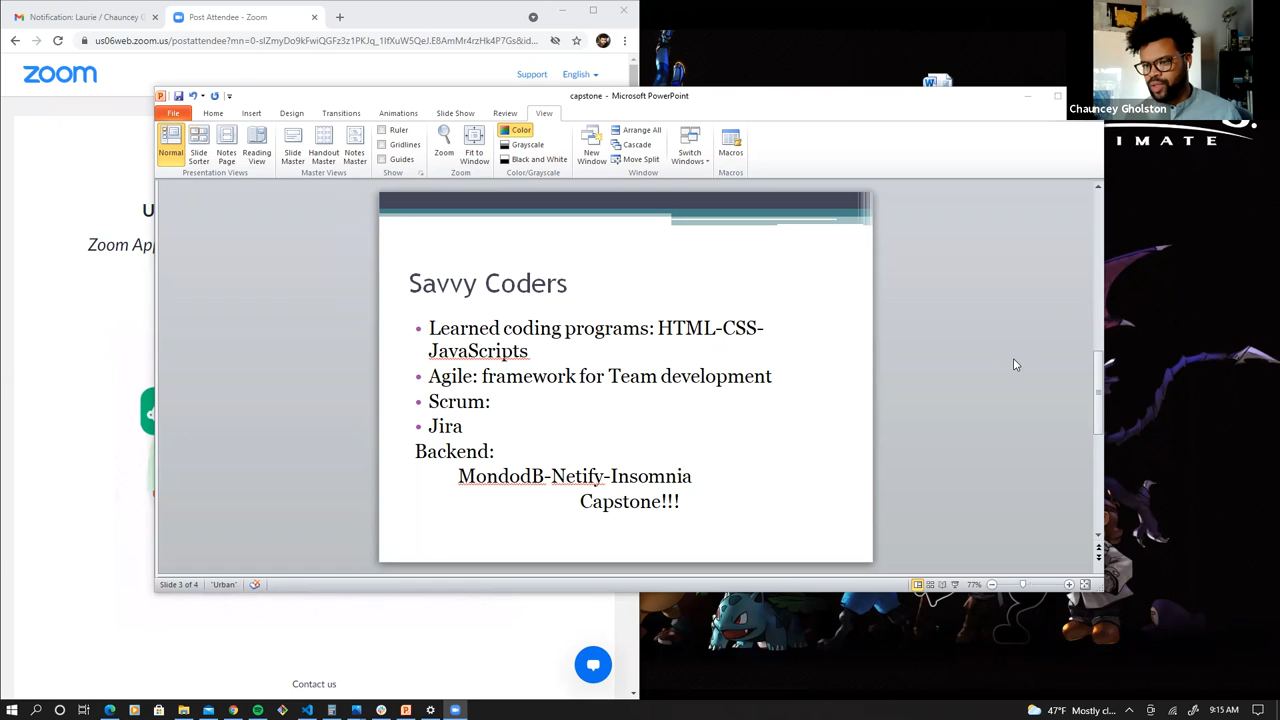 Notification: Laurie / Chauncey G
Post Attendee - Zoom
us06web.zoom.us/postattendee?mn=0-
zoom
Support
English
Zoom App
Contact us
capstone - Microsoft PowerPoint
File
Home
Insert
Design
Transitions
Animations
Slide Show
Review
View
Normal
Slide Sorter
Notes Page
Reading View
Slide Master
Handout Master
Notes Master
Ruler
Gridlines
Guides
Zoom
Fit to Window
Color
Grayscale
Black and White
New Window
Arrange All
Cascade
Move Split
Switch Windows
Macros
Presentation Views
Master Views
Show
Zoom
Color/Grayscale
Window
Macros
Savvy Coders
• Learned coding programs: HTML-CSS-
JavaScripts
• Agile: framework for Team development
• Scrum:
• Jira
Backend:
MondodB-Netify-Insomnia
Capstone!!!
Slide 3 of 4
"Urban"
77%
Chauncey Gholston
S.
IMATE
47°F Mostly cl...
9:15 AM